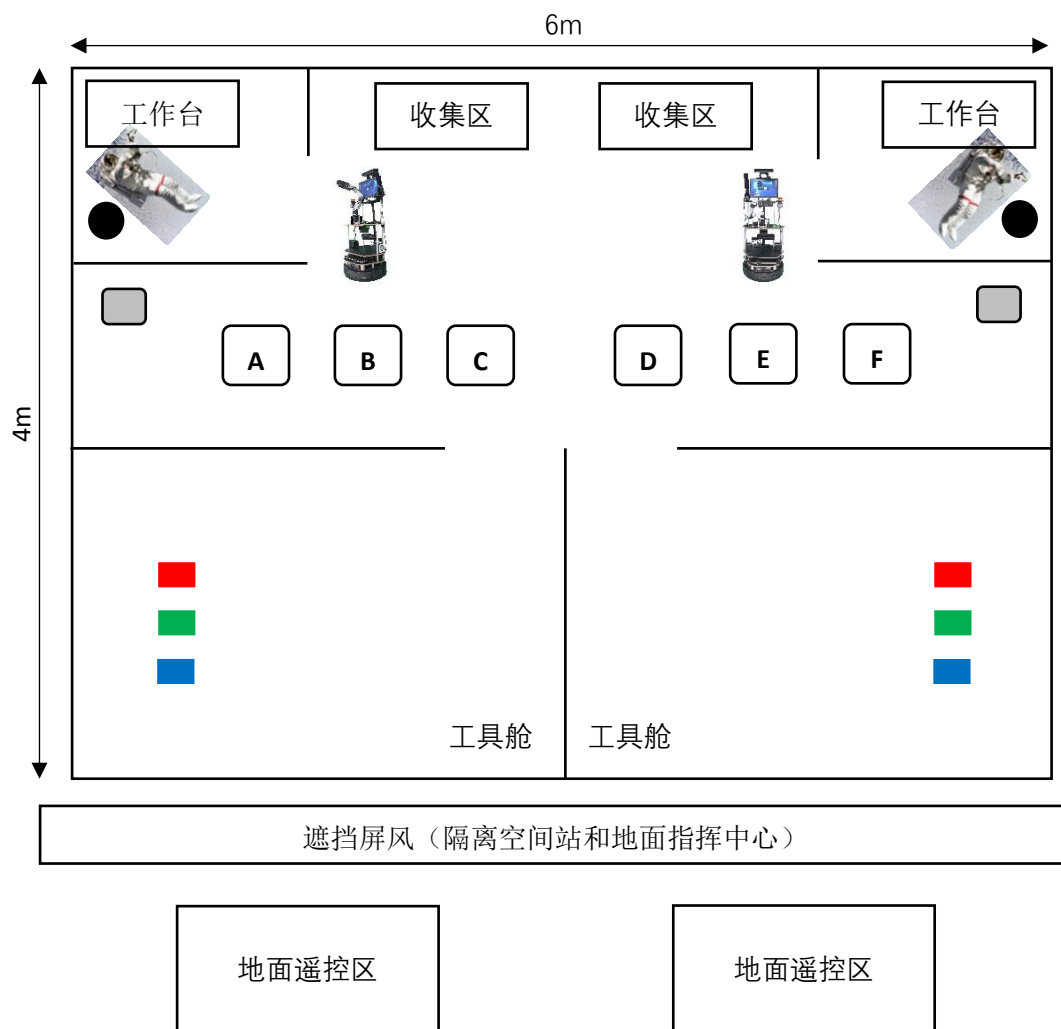 6m
工作台
收集区
收集区
工作台
4m
A
B
C
D
E
F
工具舱
工具舱
遮挡屏风（隔离空间站和地面指挥中心）
地面遥控区
地面遥控区